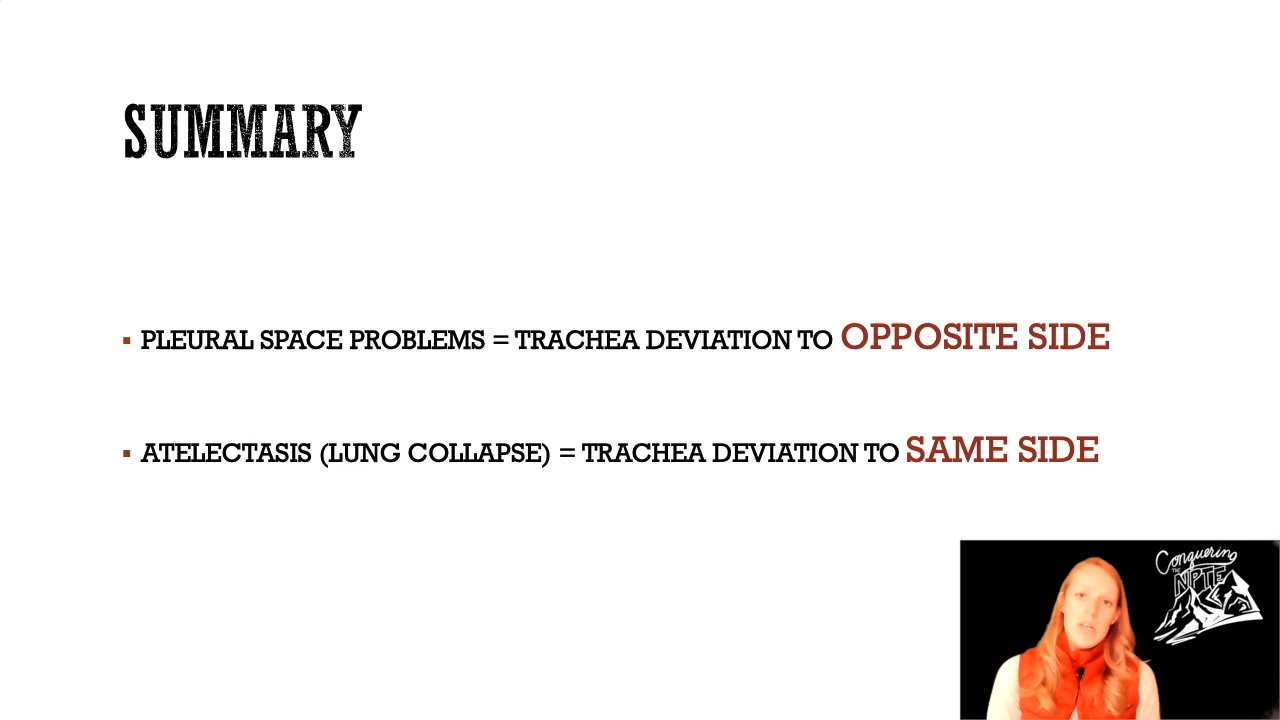 SUMMARY
▪ PLEURAL SPACE PROBLEMS = TRACHEA DEVIATION TO OPPOSITE SIDE
▪ ATELECTASIS (LUNG COLLAPSE) = TRACHEA DEVIATION TO SAME SIDE
Conquering
THE
NPTE